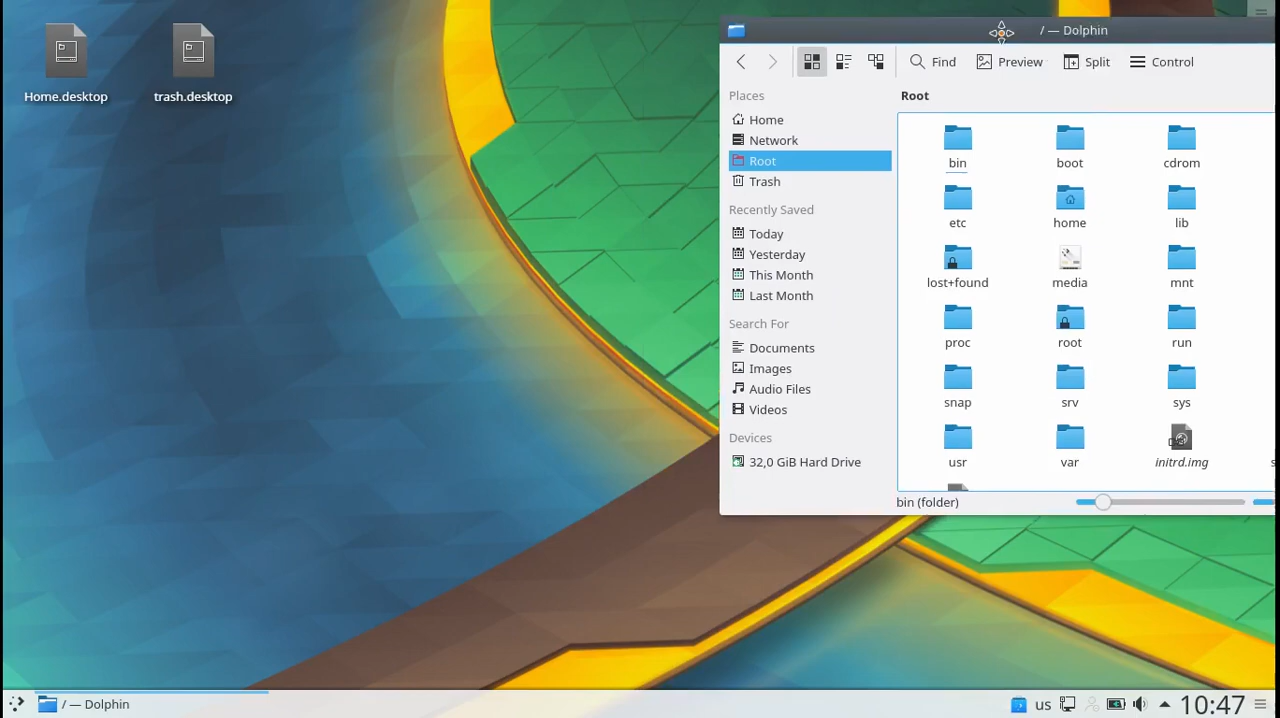 Home.desktop
trash.desktop
/ — Dolphin
Find
Preview
Split
Control
Places
Home
Network
Root
Trash
Recently Saved
Today
Yesterday
This Month
Last Month
Search For
Documents
Images
Audio Files
Videos
Devices
32,0 GiB Hard Drive
Root
bin boot cdrom
etc home lib
lost+found media mnt
proc root run
snap srv sys
usr var initrd.img
bin (folder)
/ — Dolphin
us
10:47